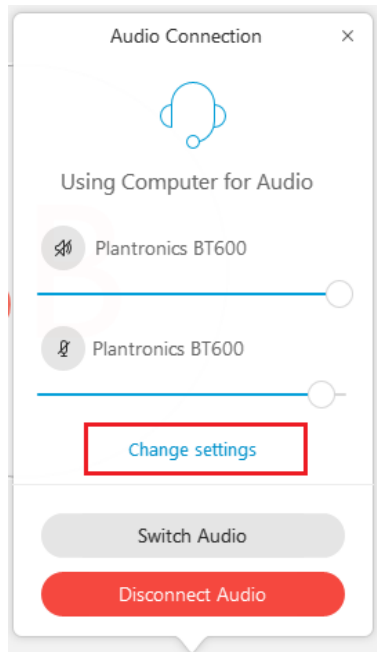 Audio Connection
Using Computer for Audio
Plantronics BT600
Plantronics BT600
Change settings
Switch Audio
Disconnect Audio